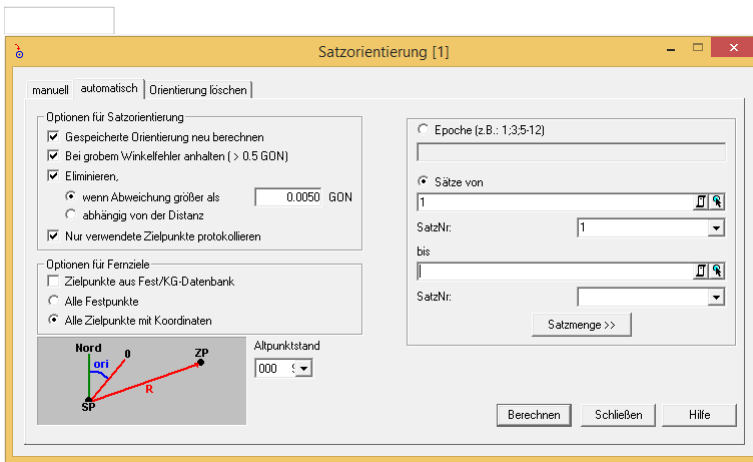 Satzorientierung [1]
manuell
automatisch
Orientierung löschen
Optionen für Satzorientierung
Gespeicherte Orientierung neu berechnen
Bei grobem Winkelfehler anhalten ( > 0.5 GON)
Eliminieren,
wenn Abweichung größer als 0.0050 GON
abhängig von der Distanz
Nur verwendete Zielpunkte protokollieren
Optionen für Fernziele
Zielpunkte aus Fest/KG-Datenbank
Alle Festpunkte
Alle Zielpunkte mit Koordinaten
Nord
0
ZP
ori
R
SP
Altpunktstand
000
Epoche (z.B.: 1;3;5-12)
Sätze von
1
SatzNr: 1
bis
SatzNr:
Satzmenge >>
Berechnen
Schließen
Hilfe